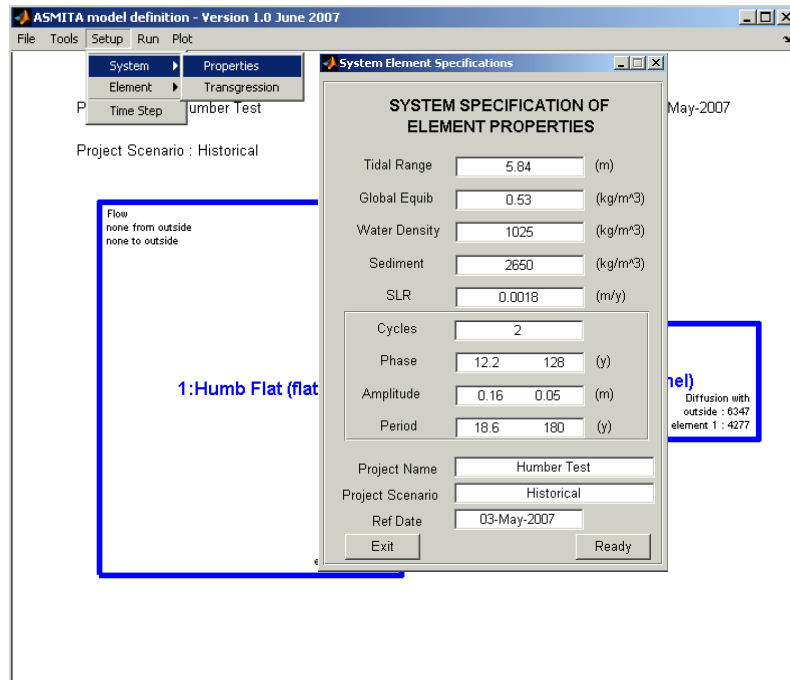 ASMITA model definition - Version 1.0 June 2007
File Tools Setup Run Plot
System Properties
Element Transgression
Time Step
P
umber Test
May-2007
Project Scenario : Historical
Flow
none from outside
none to outside
1:Humb Flat (flat
nel)
Diffusion with
outside : 6347
element 1 : 4277
e
System Element Specifications
SYSTEM SPECIFICATION OF
ELEMENT PROPERTIES
Tidal Range 5.84 (m)
Global Equib 0.53 (kg/m^3)
Water Density 1025 (kg/m^3)
Sediment 2650 (kg/m^3)
SLR 0.0018 (m/y)
Cycles 2
Phase 12.2 128 (y)
Amplitude 0.16 0.05 (m)
Period 18.6 180 (y)
Project Name Humber Test
Project Scenario Historical
Ref Date 03-May-2007
Exit Ready